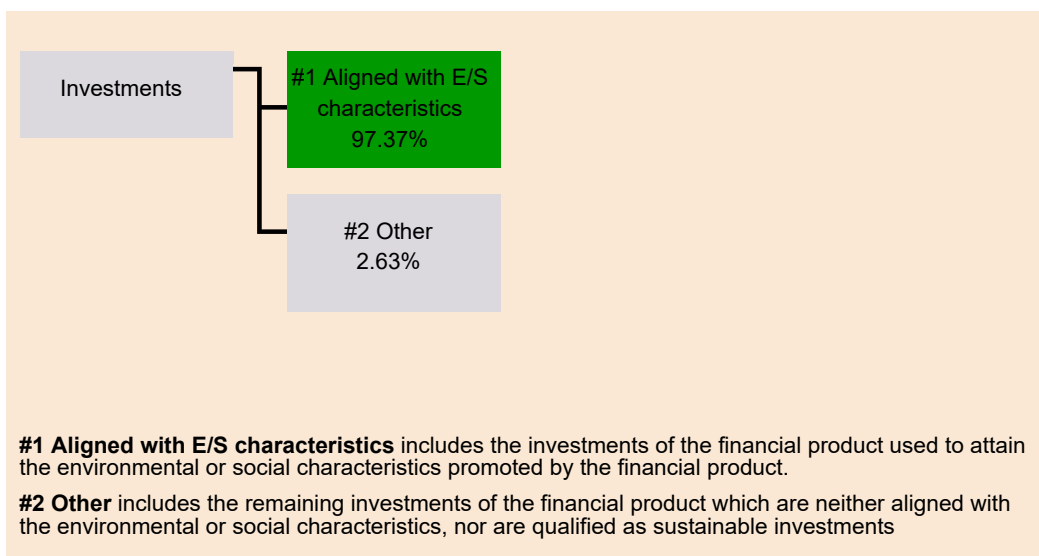 Investments
#1 Aligned with E/S
characteristics
97.37%
#2 Other
2.63%
#1 Aligned with E/S characteristics includes the investments of the financial product used to attain
the environmental or social characteristics promoted by the financial product.
#2 Other includes the remaining investments of the financial product which are neither aligned with
the environmental or social characteristics, nor are qualified as sustainable investments